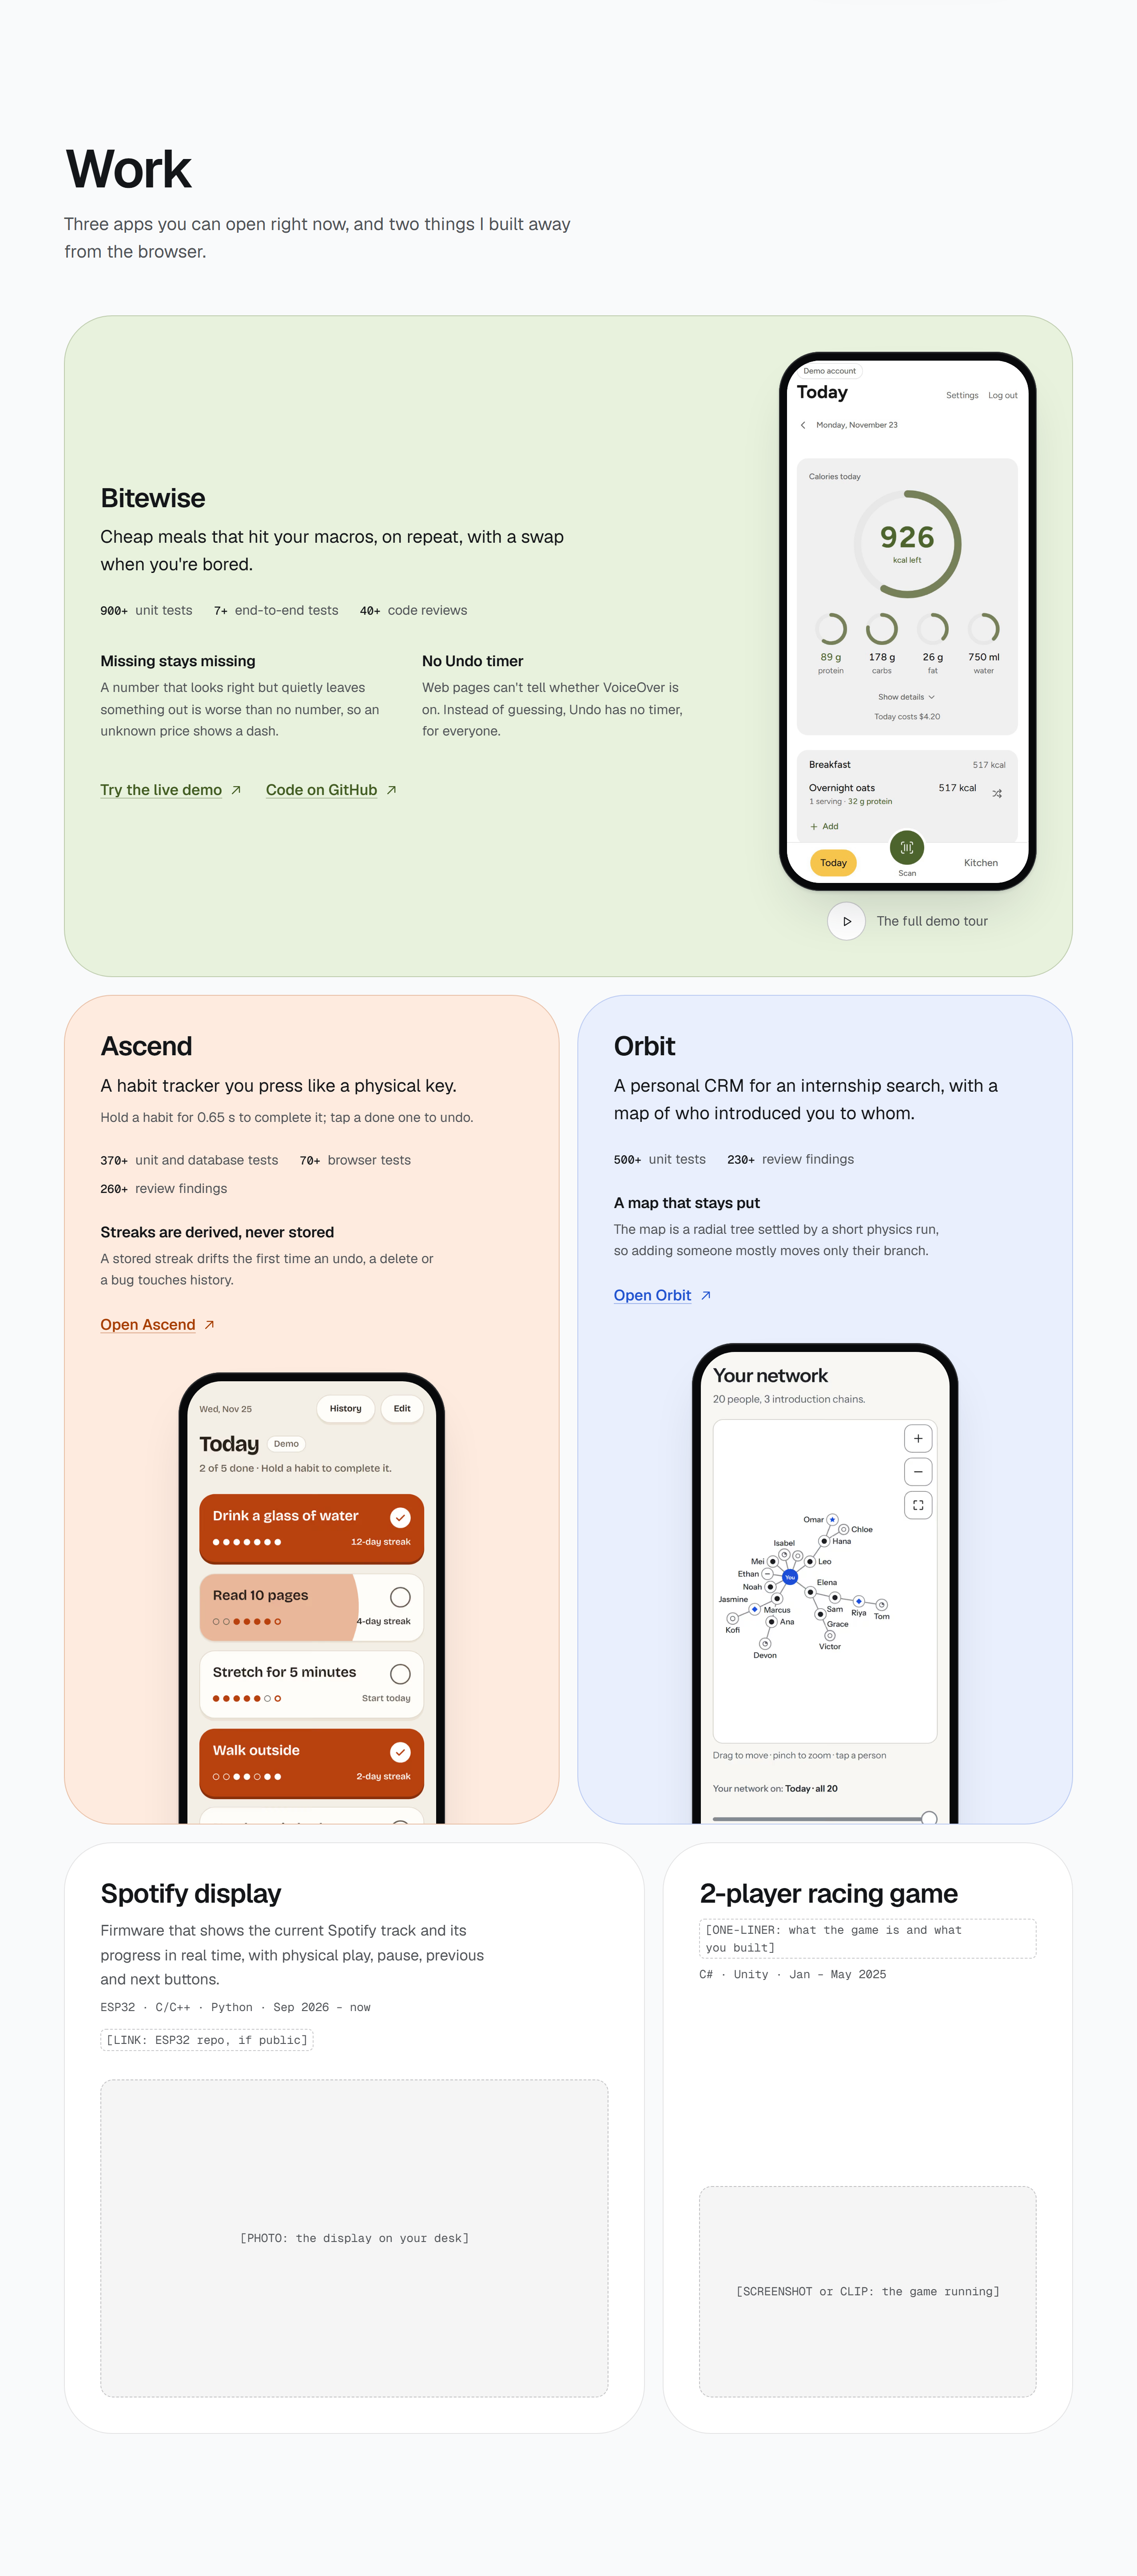 Work
Three apps you can open right now, and two things I built away
from the browser.
Bitewise
Cheap meals that hit your macros, on repeat, with a swap
when you're bored.
900+ unit tests 7+ end-to-end tests 40+ code reviews
Missing stays missing
A number that looks right but quietly leaves
something out is worse than no number, so an
unknown price shows a dash.
No Undo timer
Web pages can't tell whether VoiceOver is
on. Instead of guessing, Undo has no timer,
for everyone.
Try the live demo
Code on GitHub
Demo account
Today
Settings Log out
Monday, November 23
Calories today
926
kcal left
89 g 178 g 26 g 750 ml
protein carbs fat water
Show details
Today costs $4.20
Breakfast 517 kcal
Overnight oats 517 kcal
1 serving · 32 g protein
+ Add
Today
Scan
Kitchen
The full demo tour
Ascend
A habit tracker you press like a physical key.
Hold a habit for 0.65 s to complete it; tap a done one to undo.
370+ unit and database tests 70+ browser tests
260+ review findings
Streaks are derived, never stored
A stored streak drifts the first time an undo, a delete or
a bug touches history.
Open Ascend
Wed, Nov 25
History
Edit
Today
Demo
2 of 5 done · Hold a habit to complete it.
Drink a glass of water
12-day streak
Read 10 pages
4-day streak
Stretch for 5 minutes
Start today
Walk outside
2-day streak
Orbit
A personal CRM for an internship search, with a
map of who introduced you to whom.
500+ unit tests 230+ review findings
A map that stays put
The map is a radial tree settled by a short physics run,
so adding someone mostly moves only their branch.
Open Orbit
Your network
20 people, 3 introduction chains.
Omar
Chloe
Hana
Isabel
Mei
Leo
Ethan
You
Noah
Elena
Jasmine
Marcus
Sam
Riya
Tom
Kofi
Ana
Grace
Victor
Devon
Drag to move · pinch to zoom · tap a person
Your network on: Today · all 20
Spotify display
Firmware that shows the current Spotify track and its
progress in real time, with physical play, pause, previous
and next buttons.
ESP32 · C/C++ · Python · Sep 2026 – now
[LINK: ESP32 repo, if public]
[PHOTO: the display on your desk]
2-player racing game
[ONE-LINER: what the game is and what
you built]
C# · Unity · Jan – May 2025
[SCREENSHOT or CLIP: the game running]